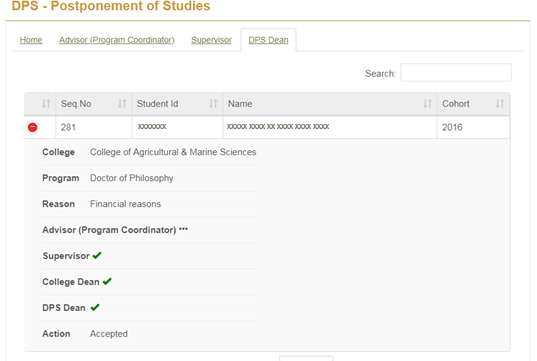 DPS - Postponement of Studies
Home Advisor (Program Coordinator) Supervisor DPS Dean
Search:
Seq.No Student Id Name Cohort
281 xxxxxxx xxxxx xxxx xx xxxx xxxx xxxx 2016
College College of Agricultural & Marine Sciences
Program Doctor of Philosophy
Reason Financial reasons
Advisor (Program Coordinator) ***
Supervisor ✔
College Dean ✔
DPS Dean ✔
Action Accepted